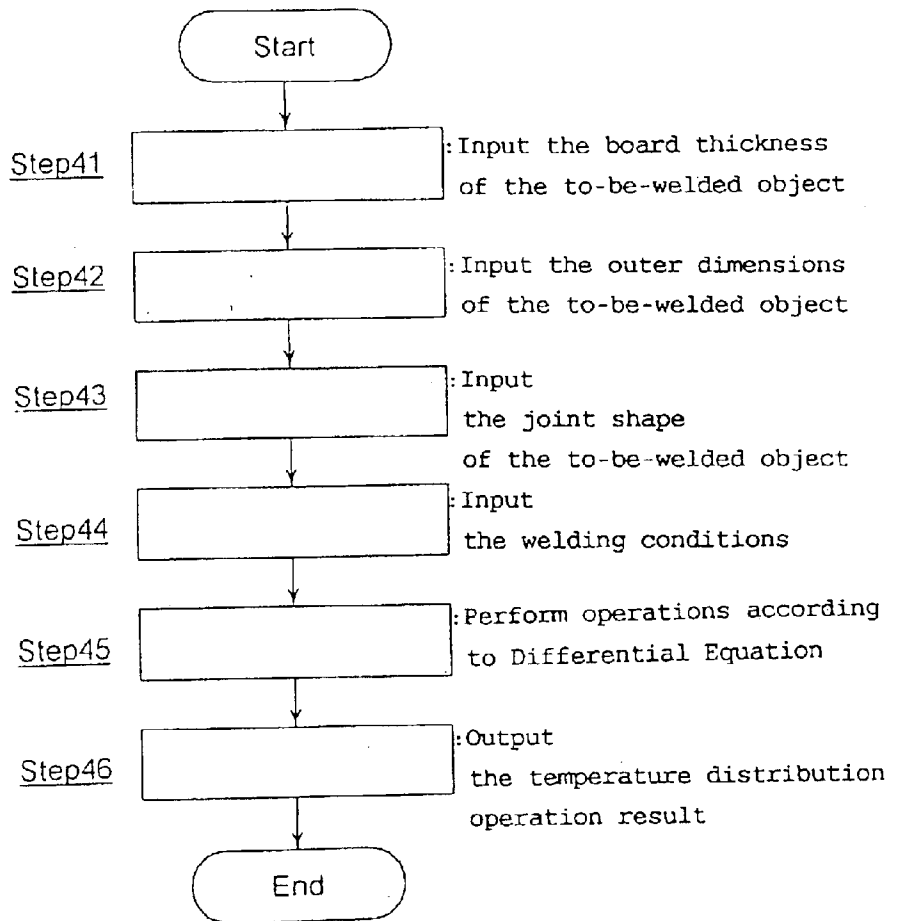 Start
Step41
:Input the board thickness
of the to-be-welded object
Step42
:Input the outer dimensions
of the to-be-welded object
Step43
:Input
the joint shape
of the to-be-welded object
Step44
:Input
the welding conditions
Step45
:Perform operations according
to Differential Equation
Step46
:Output
the temperature distribution
operation result
End